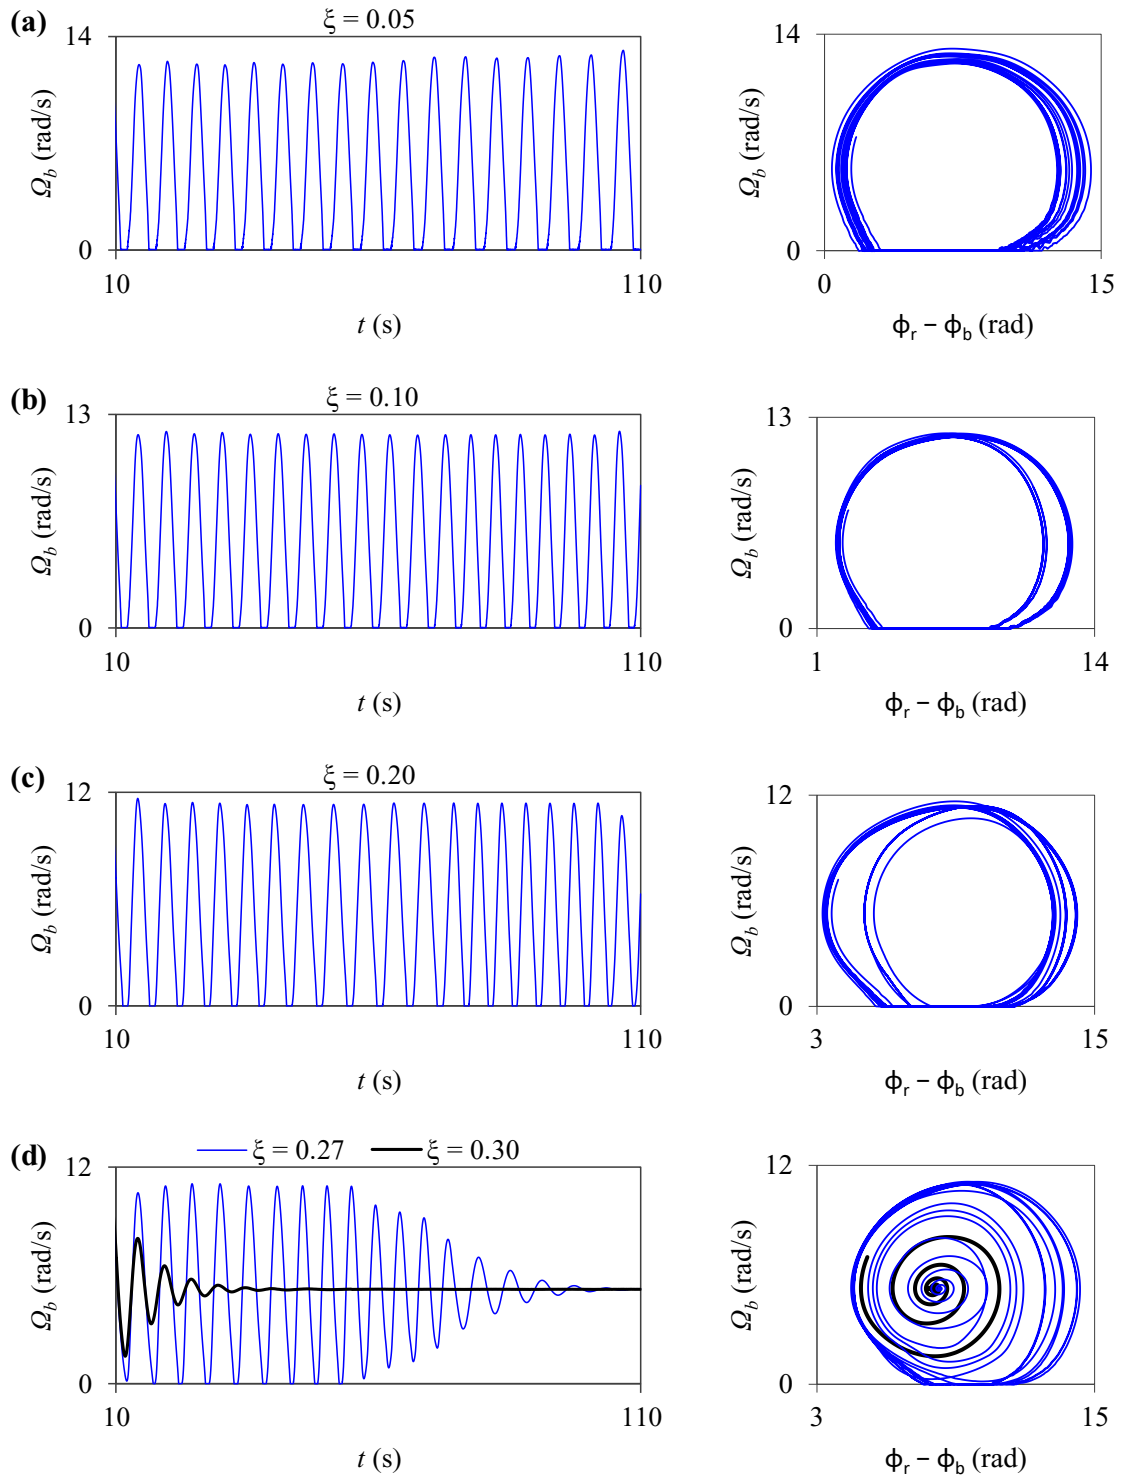 (a)
ξ = 0.05
14
Ω_b (rad/s)
0
10
110
t (s)
14
Ω_b (rad/s)
0
0
15
ϕ_r − ϕ_b (rad)
(b)
ξ = 0.10
13
Ω_b (rad/s)
0
10
110
t (s)
13
Ω_b (rad/s)
0
1
14
ϕ_r − ϕ_b (rad)
(c)
ξ = 0.20
12
Ω_b (rad/s)
0
10
110
t (s)
12
Ω_b (rad/s)
0
3
15
ϕ_r − ϕ_b (rad)
(d)
ξ = 0.27
ξ = 0.30
12
Ω_b (rad/s)
0
10
110
t (s)
12
Ω_b (rad/s)
0
3
15
ϕ_r − ϕ_b (rad)